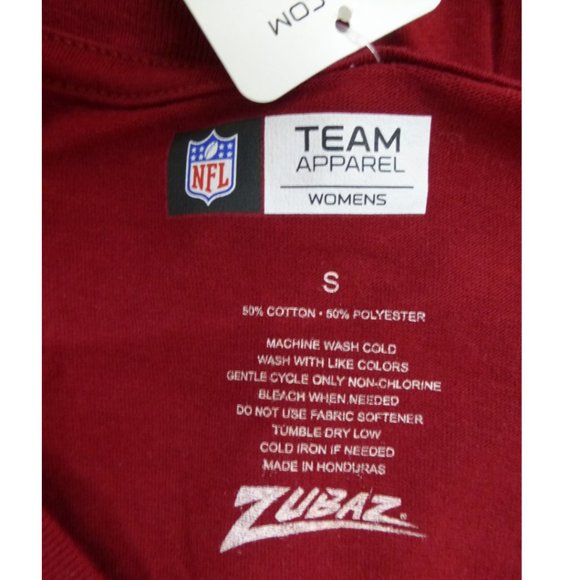 .COM
NFL
TEAM
APPAREL
WOMENS
S
50% COTTON • 50% POLYESTER
MACHINE WASH COLD
WASH WITH LIKE COLORS
GENTLE CYCLE ONLY NON-CHLORINE
BLEACH WHEN NEEDED
DO NOT USE FABRIC SOFTENER
TUMBLE DRY LOW
COLD IRON IF NEEDED
MADE IN HONDURAS
ZUBAZ